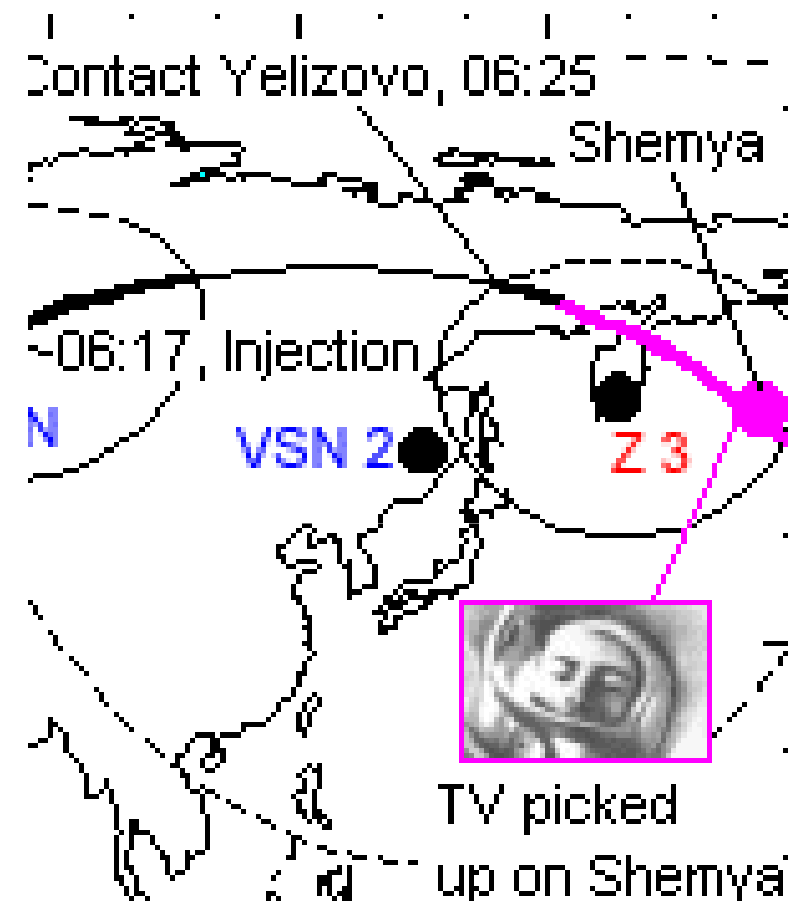 Contact Yelizovo, 06:25
Shemya
~06:17, Injection
N
VSN 2
Z 3
TV picked
up on Shemya